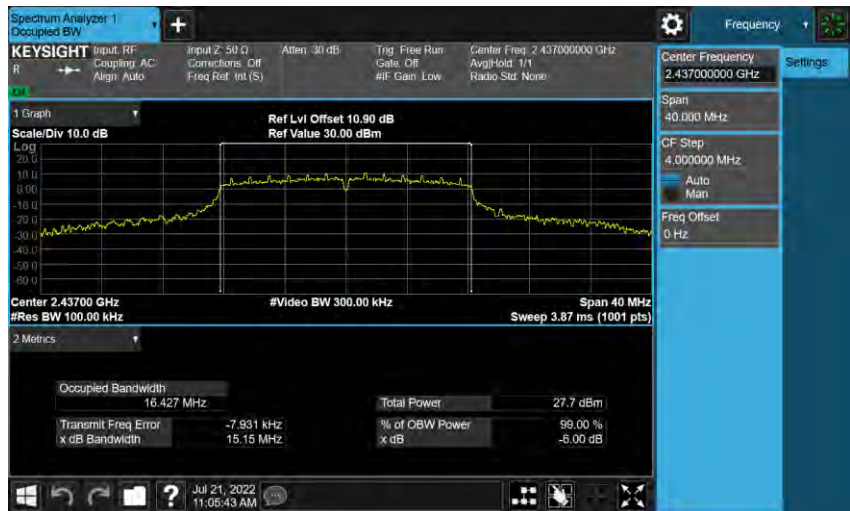 Spectrum Analyzer 1
Occupied BW
+
Frequency
KEYSIGHT
R
Input: RF
Coupling: AC
Align: Auto
Input Z: 50 Ω
Corrections: Off
Freq Ref: Int (S)
Atten: 30 dB
Trig: Free Run
Gate: Off
#IF Gain: Low
Center Freq: 2.437000000 GHz
Avg|Hold: 1/1
Radio Std: None
Center Frequency
2.437000000 GHz
Settings
Span
40.000 MHz
CF Step
4.000000 MHz
Auto
Man
Freq Offset
0 Hz
1 Graph
Scale/Div 10.0 dB
Ref Lvl Offset 10.90 dB
Ref Value 30.00 dBm
Log
20.0
10.0
0.00
-10.0
-20.0
-30.0
-40.0
-50.0
-60.0
Center 2.43700 GHz
#Video BW 300.00 kHz
Span 40 MHz
#Res BW 100.00 kHz
Sweep 3.87 ms (1001 pts)
2 Metrics
Occupied Bandwidth
16.427 MHz
Total Power 27.7 dBm
Transmit Freq Error -7.931 kHz
% of OBW Power 99.00 %
x dB Bandwidth 15.15 MHz
x dB -6.00 dB
?
Jul 21, 2022
11:05:43 AM